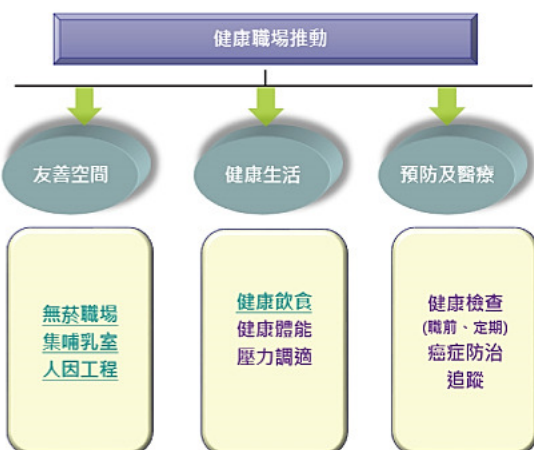 健康職場推動
友善空間
健康生活
預防及醫療
無菸職場
集哺乳室
人因工程
健康飲食
健康體能
壓力調適
健康檢查
(職前、定期)
癌症防治
追蹤